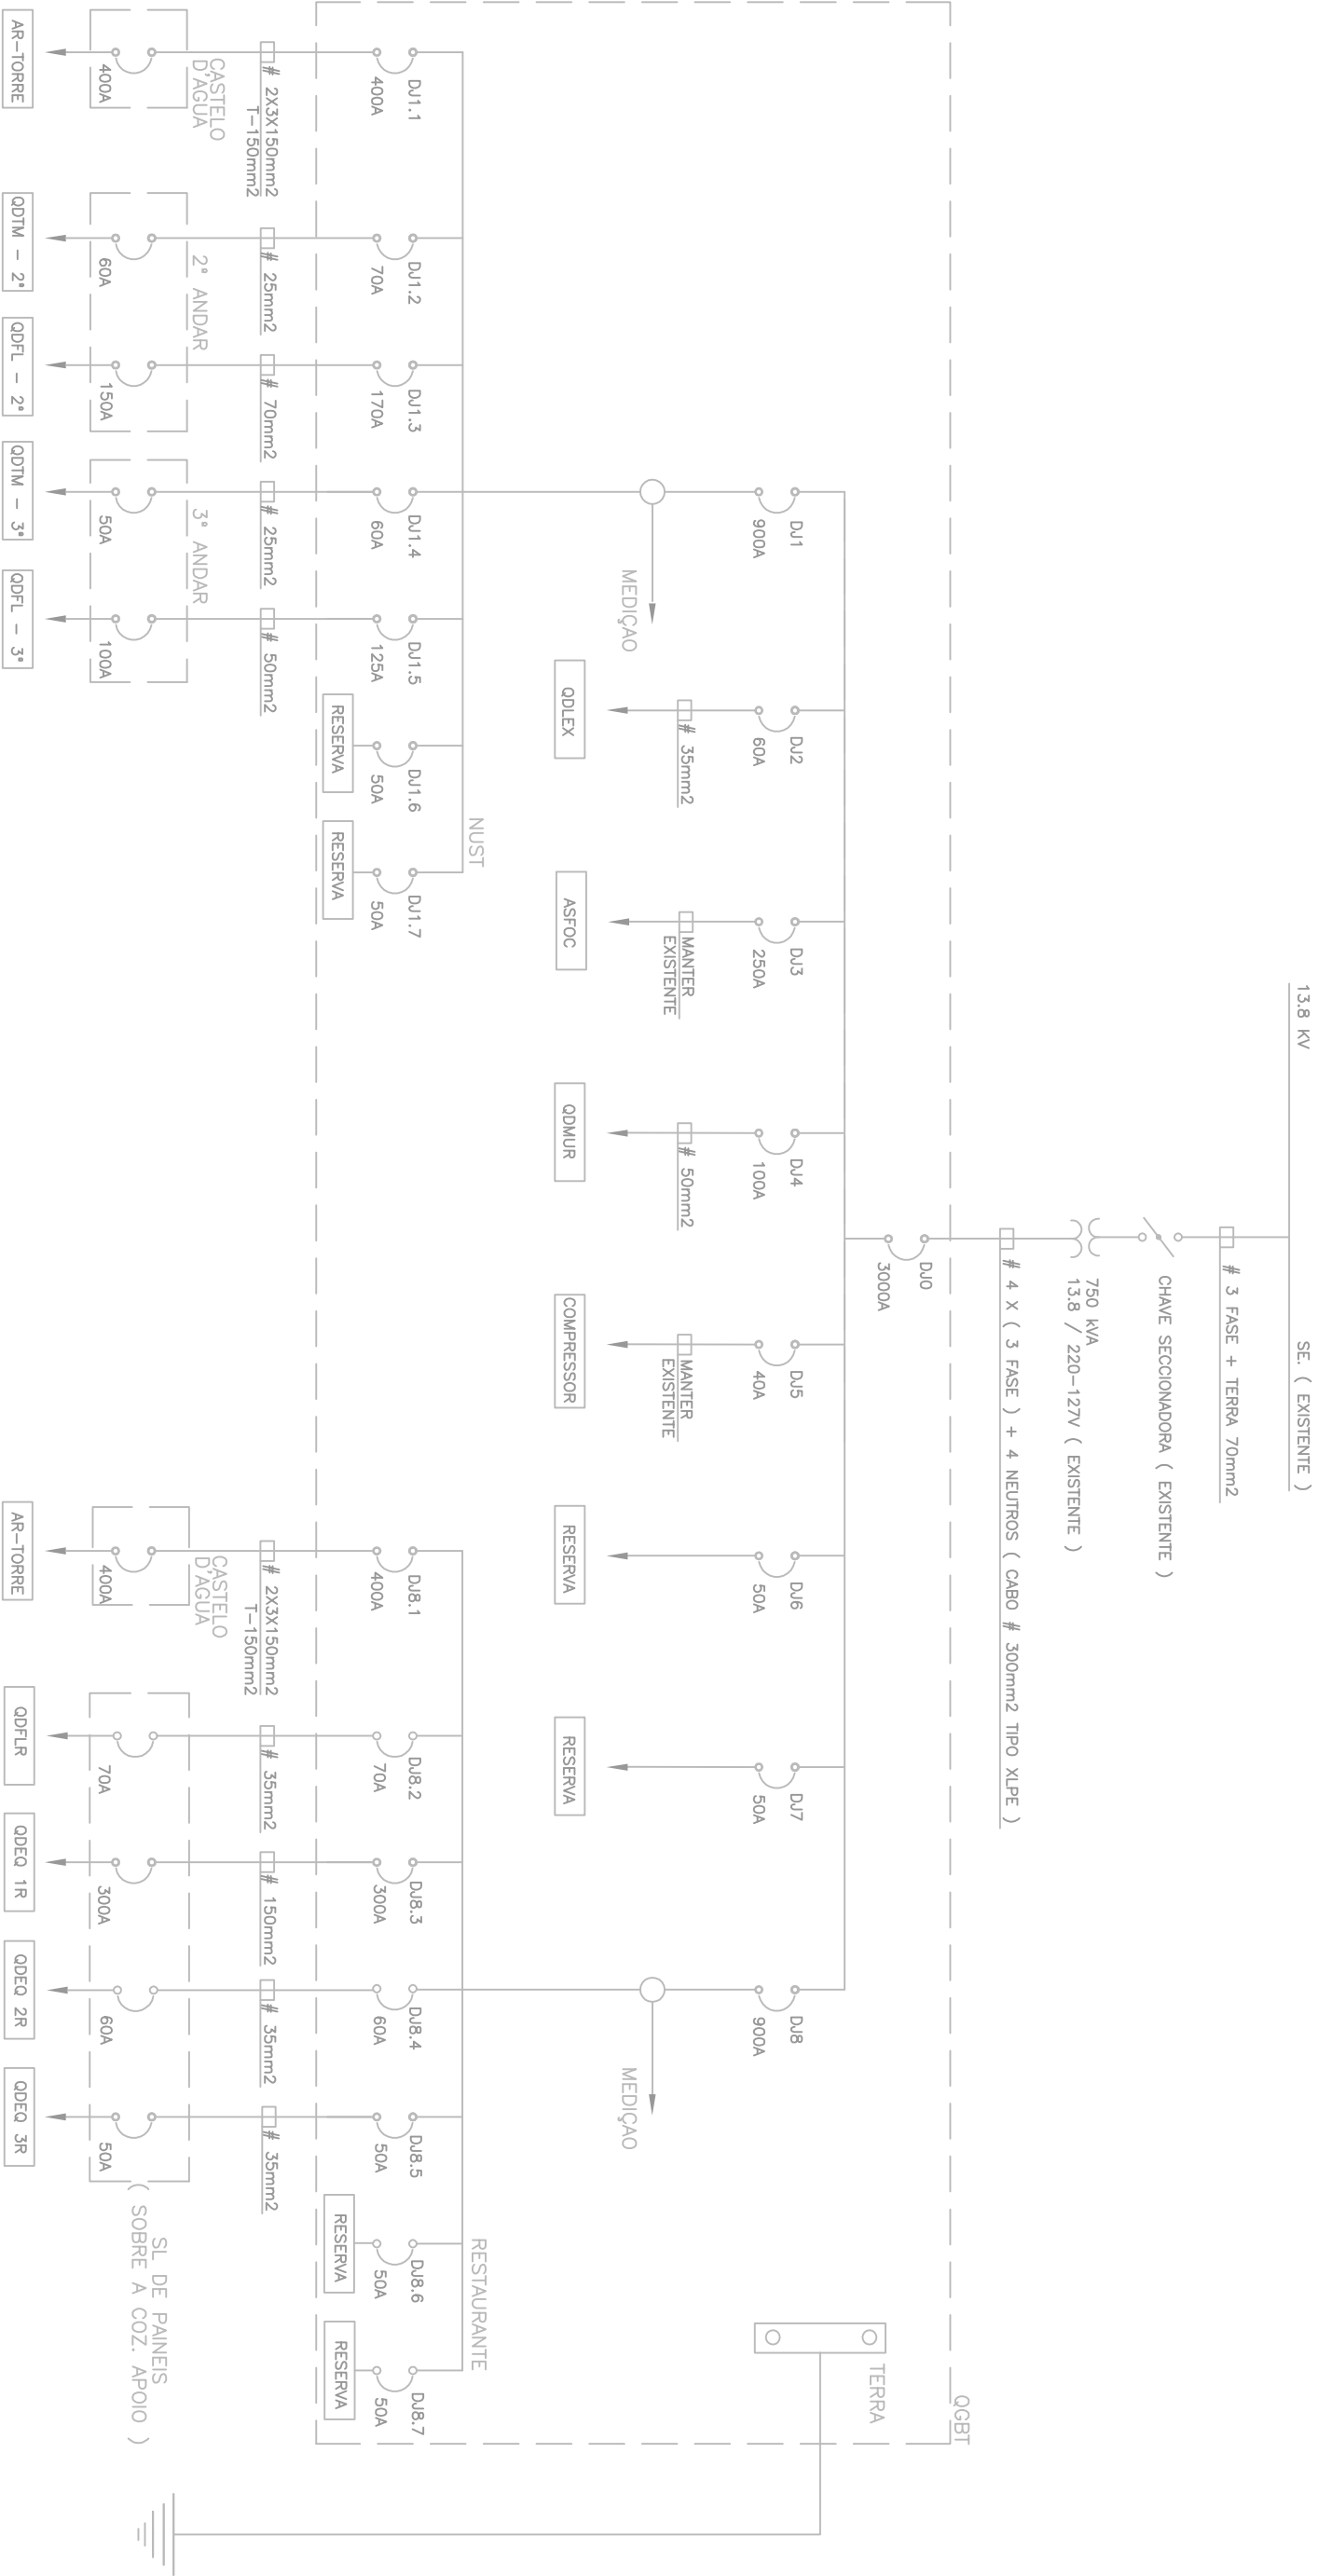 13.8 KV
SE. ( EXISTENTE )
# 3 FASE + TERRA 70mm2
CHAVE SECCIONADORA ( EXISTENTE )
750 kVA
13.8 / 220-127V ( EXISTENTE )
# 4 X ( 3 FASE ) + 4 NEUTROS ( CABO # 300mm2 TIPO XLPE )
QGBT
DJ0
3000A
TERRA
DJ1
900A
DJ2
60A
DJ3
250A
DJ4
100A
DJ5
40A
DJ6
50A
DJ7
50A
DJ8
900A
# 35mm2
MANTER
EXISTENTE
# 50mm2
MANTER
EXISTENTE
MEDIÇAO
MEDIÇAO
QDLEX
ASFOC
QDMUR
COMPRESSOR
RESERVA
RESERVA
NUST
RESTAURANTE
DJ1.1
400A
DJ1.2
70A
DJ1.3
170A
DJ1.4
60A
DJ1.5
125A
DJ1.6
50A
DJ1.7
50A
DJ8.1
400A
DJ8.2
70A
DJ8.3
300A
DJ8.4
60A
DJ8.5
50A
DJ8.6
50A
DJ8.7
50A
RESERVA
RESERVA
RESERVA
RESERVA
# 2X3X150mm2
T-150mm2
# 25mm2
# 70mm2
# 25mm2
# 50mm2
# 2X3X150mm2
T-150mm2
# 35mm2
# 150mm2
# 35mm2
# 35mm2
CASTELO
D'AGUA
2° ANDAR
3° ANDAR
CASTELO
D'AGUA
SL DE PAINEIS
( SOBRE A COZ. APOIO )
400A
60A
150A
50A
100A
400A
70A
300A
60A
50A
AR-TORRE
QDTM - 2°
QDFL - 2°
QDTM - 3°
QDFL - 3°
AR-TORRE
QDFLR
QDEQ 1R
QDEQ 2R
QDEQ 3R